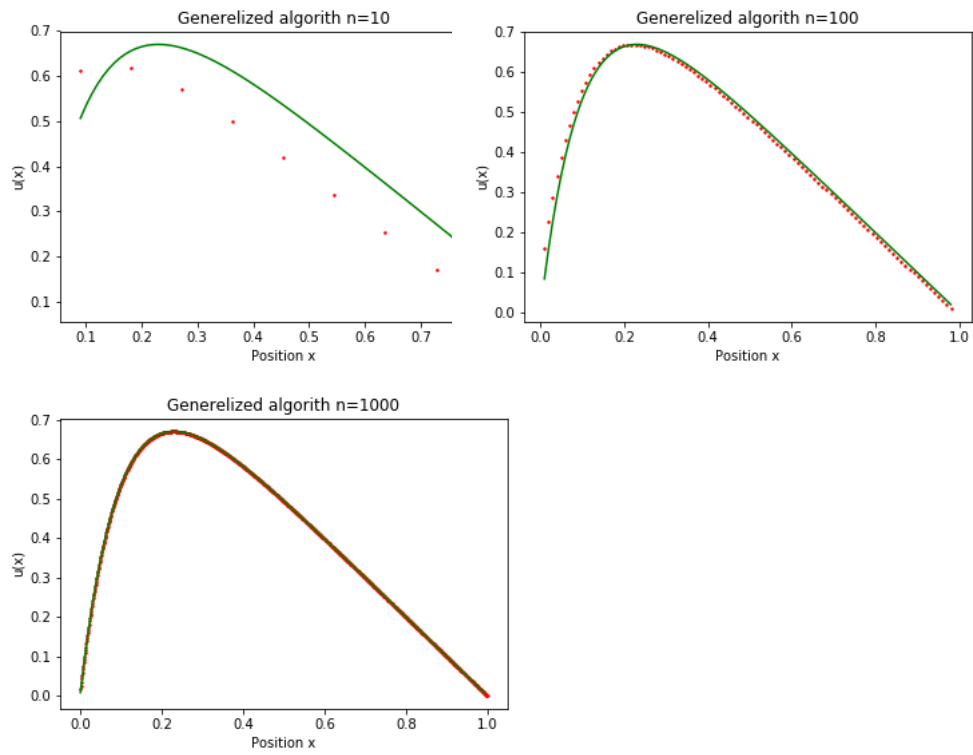 Generelized algorith n=10
0.7
0.6
0.5
0.4
0.3
0.2
0.1
u(x)
0.1 0.2 0.3 0.4 0.5 0.6 0.7
Position x
Generelized algorith n=100
0.7
0.6
0.5
0.4
0.3
0.2
0.1
0.0
u(x)
0.0 0.2 0.4 0.6 0.8 1.0
Position x
Generelized algorith n=1000
0.7
0.6
0.5
0.4
0.3
0.2
0.1
0.0
u(x)
0.0 0.2 0.4 0.6 0.8 1.0
Position x